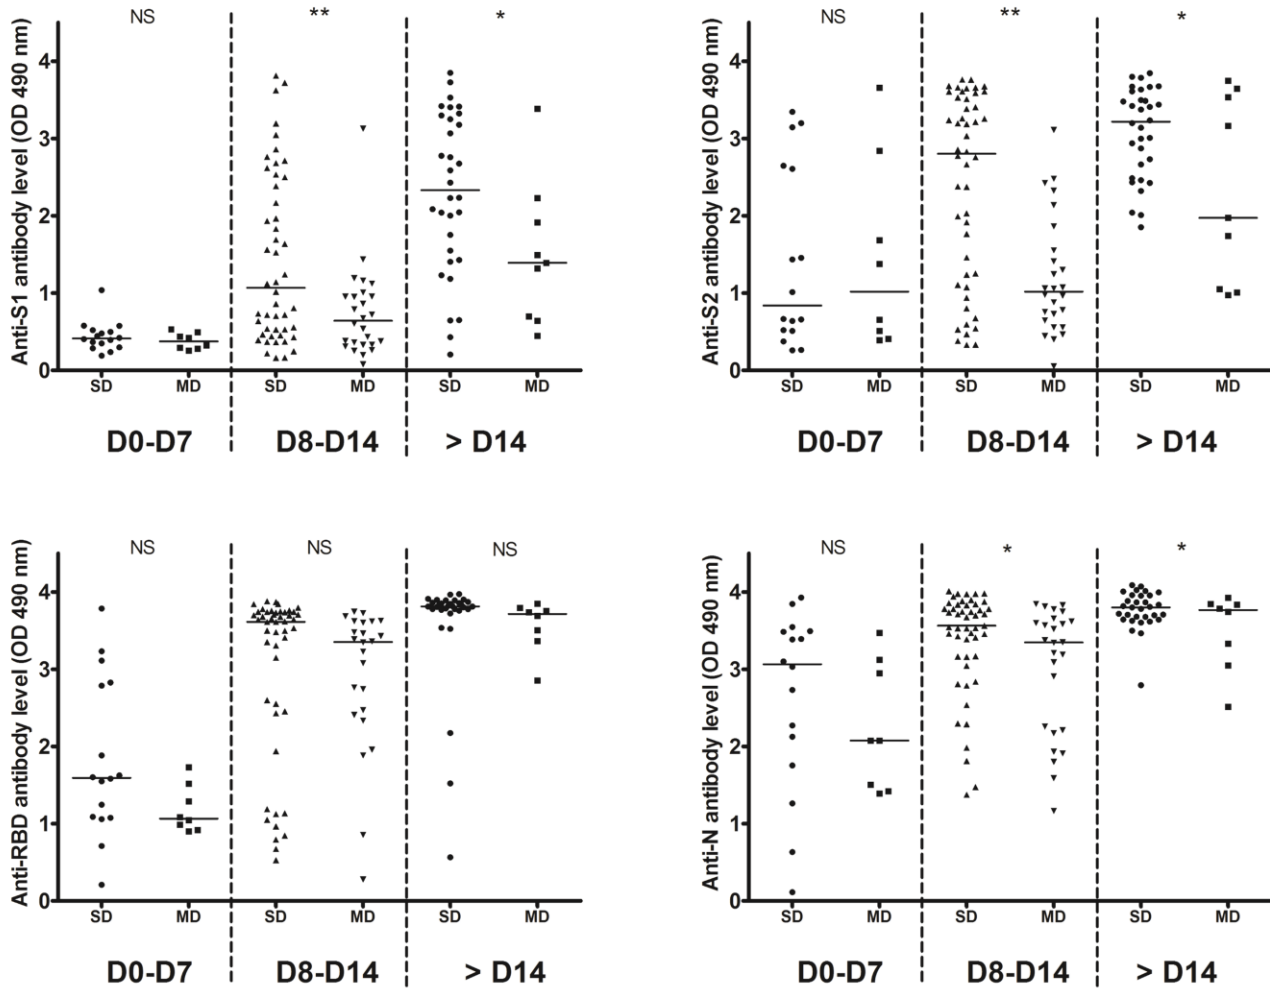 NS ** *
Anti-S1 antibody level (OD 490 nm)
4
3
2
1
0
SD MD SD MD SD MD
D0-D7 D8-D14 > D14
NS ** *
Anti-S2 antibody level (OD 490 nm)
4
3
2
1
0
SD MD SD MD SD MD
D0-D7 D8-D14 > D14
NS NS NS
Anti-RBD antibody level (OD 490 nm)
4
3
2
1
0
SD MD SD MD SD MD
D0-D7 D8-D14 > D14
NS * *
Anti-N antibody level (OD 490 nm)
4
3
2
1
0
SD MD SD MD SD MD
D0-D7 D8-D14 > D14